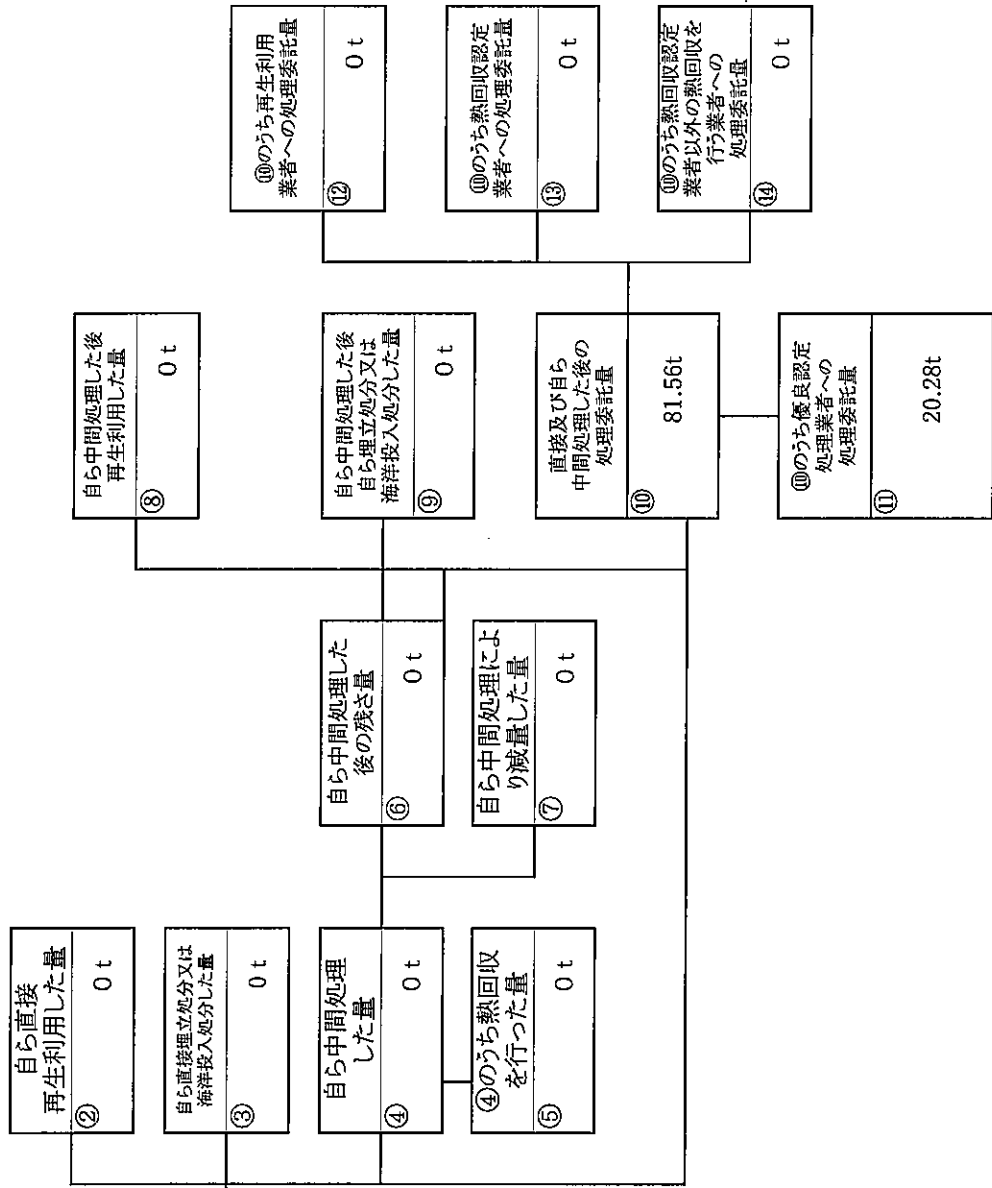 自ら直接
再生利用した量
②
0 t
自ら直接埋立処分又は
海洋投入処分した量
③
0 t
自ら中間処理
した量
④
0 t
④のうち熱回収
を行った量
⑤
0 t
自ら中間処理した
後の残さ量
⑥
0 t
自ら中間処理によ
り減量した量
⑦
0 t
自ら中間処理した後
再生利用した量
⑧
0 t
自ら中間処理した後
自ら埋立処分又は
海洋投入処分した量
⑨
0 t
直接及び自ら
中間処理した後の
処理委託量
⑩
81.56t
⑩のうち優良認定
処理業者への
処理委託量
⑪
20.28t
⑩のうち再生利用
業者への処理委託量
⑫
0 t
⑩のうち熱回収認定
業者への処理委託量
⑬
0 t
⑩のうち熱回収認定
業者以外の熱回収を
行う業者への
処理委託量
⑭
0 t